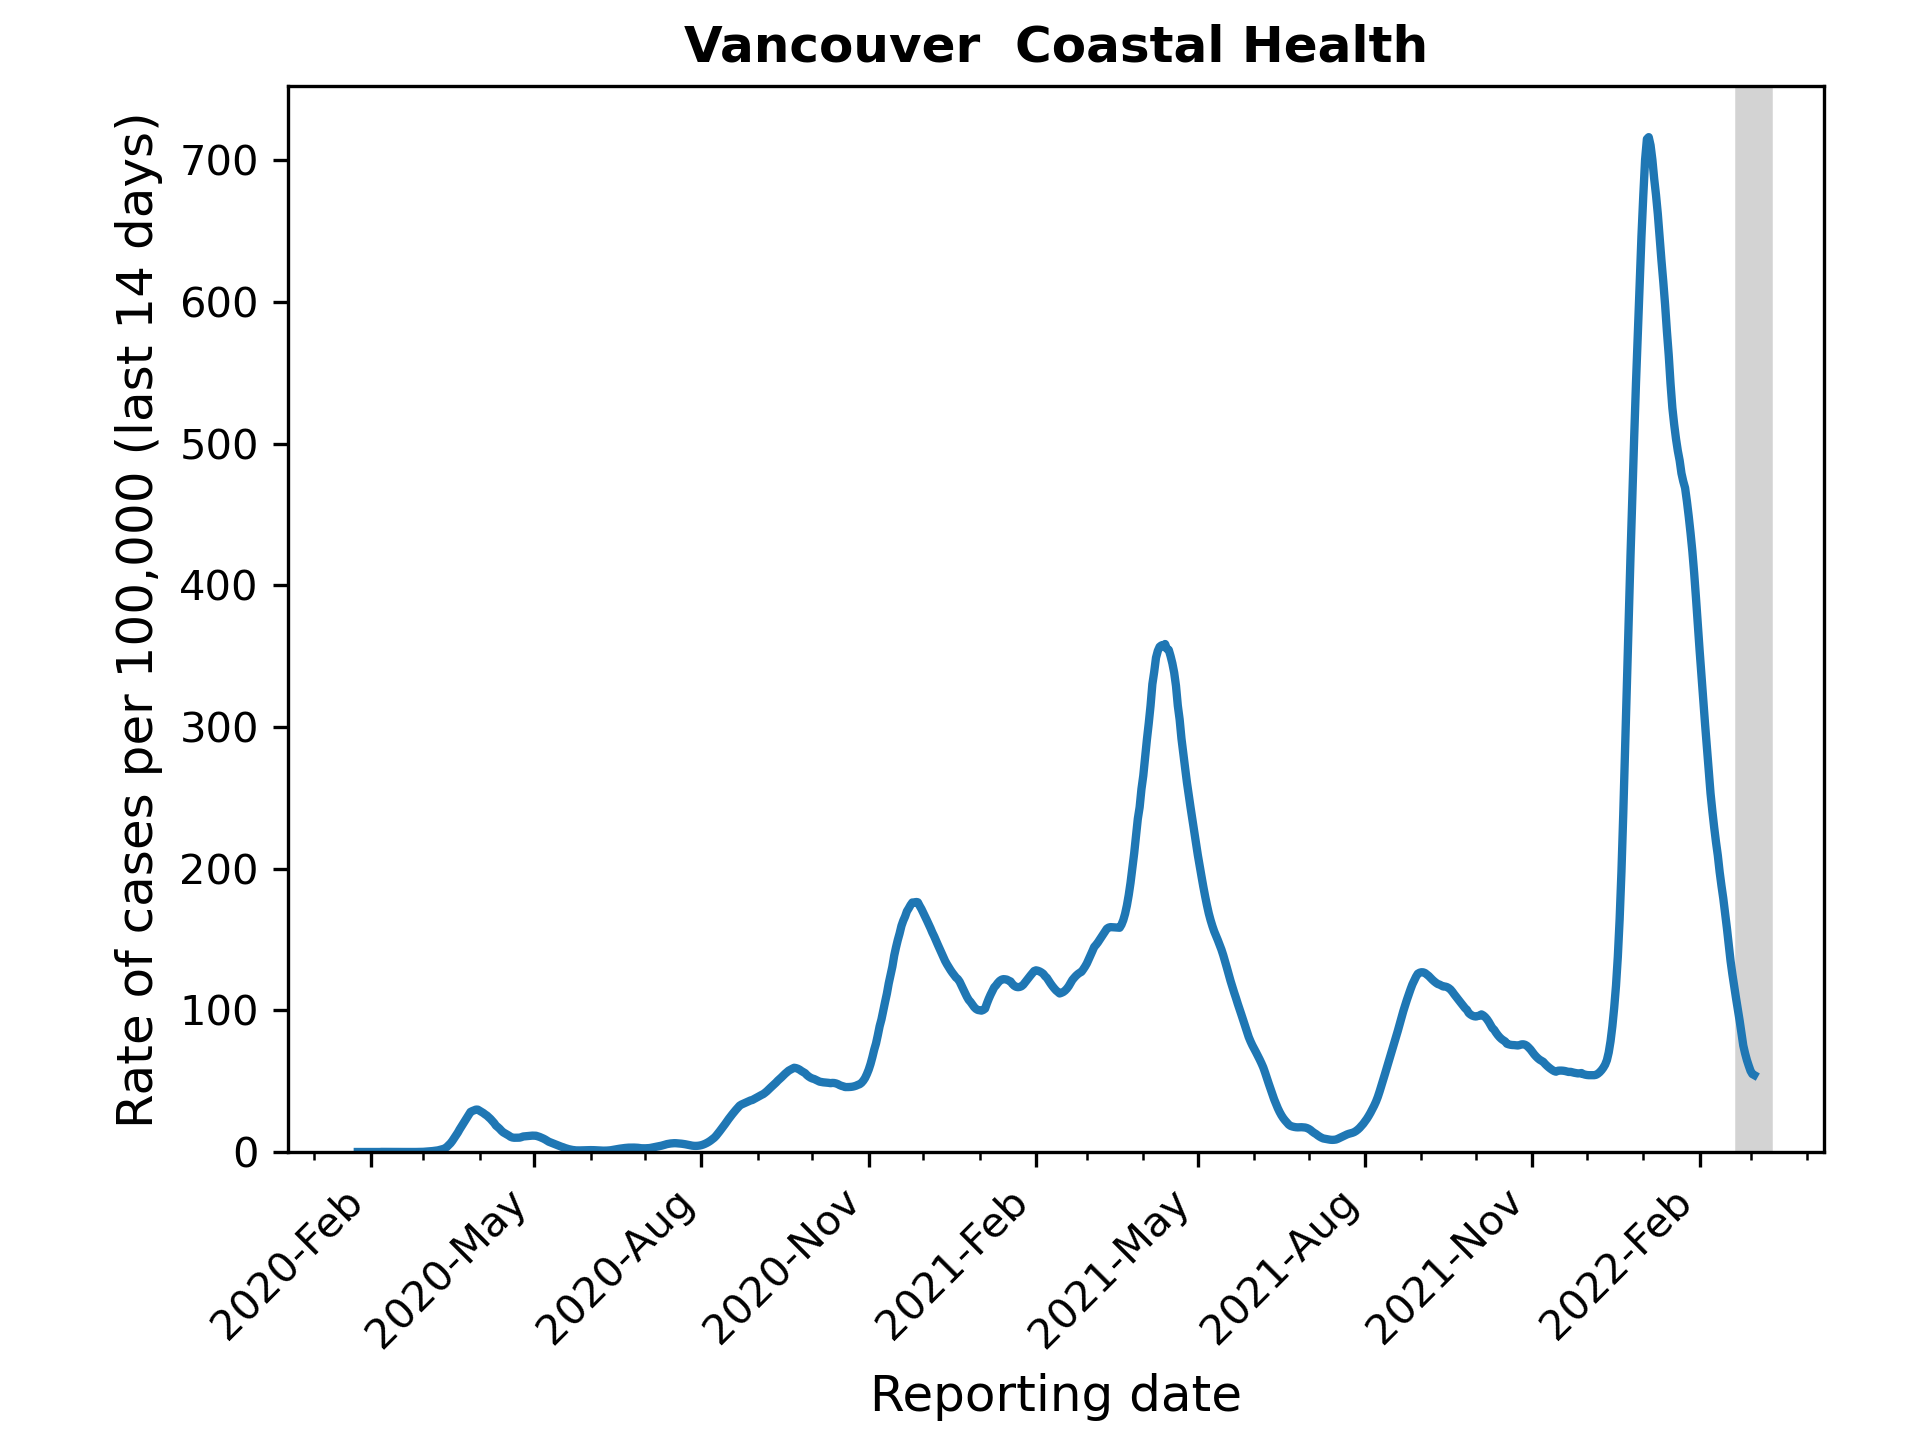 Vancouver  Coastal Health
Rate of cases per 100,000 (last 14 days)
700
600
500
400
300
200
100
0
2020-Feb
2020-May
2020-Aug
2020-Nov
2021-Feb
2021-May
2021-Aug
2021-Nov
2022-Feb
Reporting date